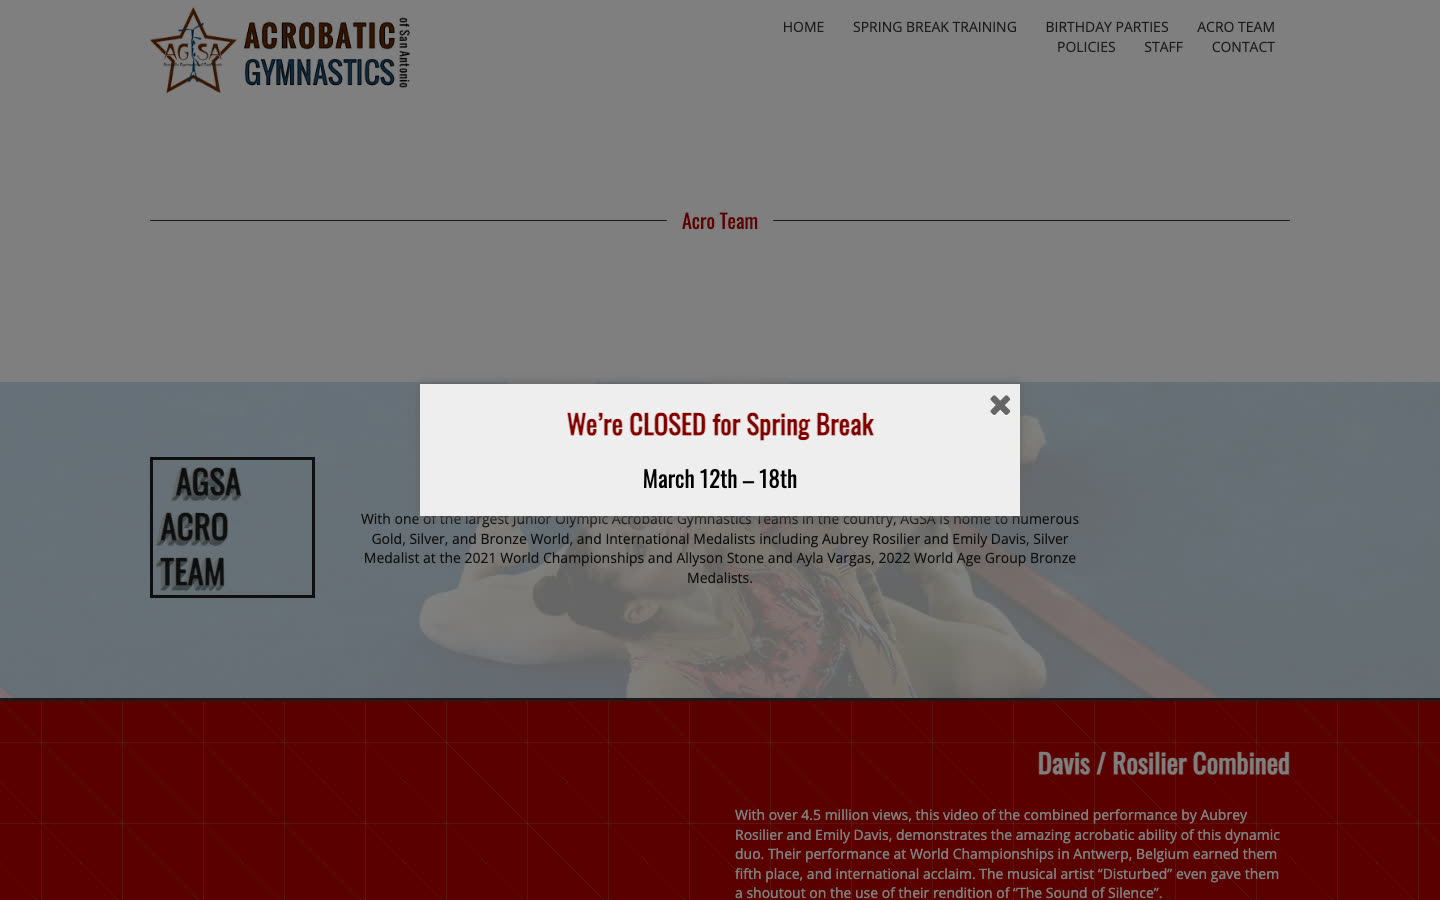 AGSA
ACROBATIC
GYMNASTICS
of San Antonio
HOME SPRING BREAK TRAINING BIRTHDAY PARTIES ACRO TEAM
POLICIES STAFF CONTACT
Acro Team
We’re CLOSED for Spring Break
March 12th – 18th
AGSA
ACRO
TEAM
With one of the largest Junior Olympic Acrobatic Gymnastics Teams in the country, AGSA is home to numerous
Gold, Silver, and Bronze World, and International Medalists including Aubrey Rosilier and Emily Davis, Silver
Medalist at the 2021 World Championships and Allyson Stone and Ayla Vargas, 2022 World Age Group Bronze
Medalists.
Davis / Rosilier Combined
With over 4.5 million views, this video of the combined performance by Aubrey
Rosilier and Emily Davis, demonstrates the amazing acrobatic ability of this dynamic
duo. Their performance at World Championships in Antwerp, Belgium earned them
fifth place, and international acclaim. The musical artist “Disturbed” even gave them
a shoutout on the use of their rendition of “The Sound of Silence”.